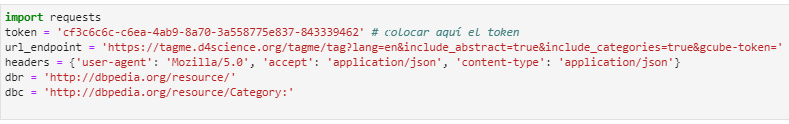 import requests
token = 'cf3c6c6c-c6ea-4ab9-8a70-3a558775e837-843339462' # colocar aquí el token
url_endpoint = 'https://tagme.d4science.org/tagme/tag?lang=en&include_abstract=true&include_categories=true&gcube-token='
headers = {'user-agent': 'Mozilla/5.0', 'accept': 'application/json', 'content-type': 'application/json'}
dbr = 'http://dbpedia.org/resource/'
dbc = 'http://dbpedia.org/resource/Category:'